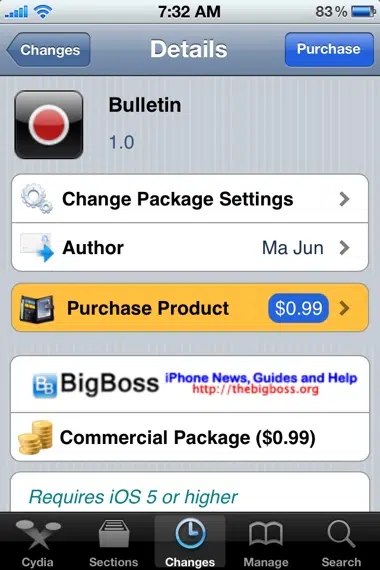 7:32 AM 83%
Changes Details Purchase
Bulletin
1.0
Change Package Settings
Author Ma Jun
Purchase Product $0.99
BigBoss iPhone News, Guides and Help
http://thebigboss.org
Commercial Package ($0.99)
Requires iOS 5 or higher
Cydia Sections Changes Manage Search